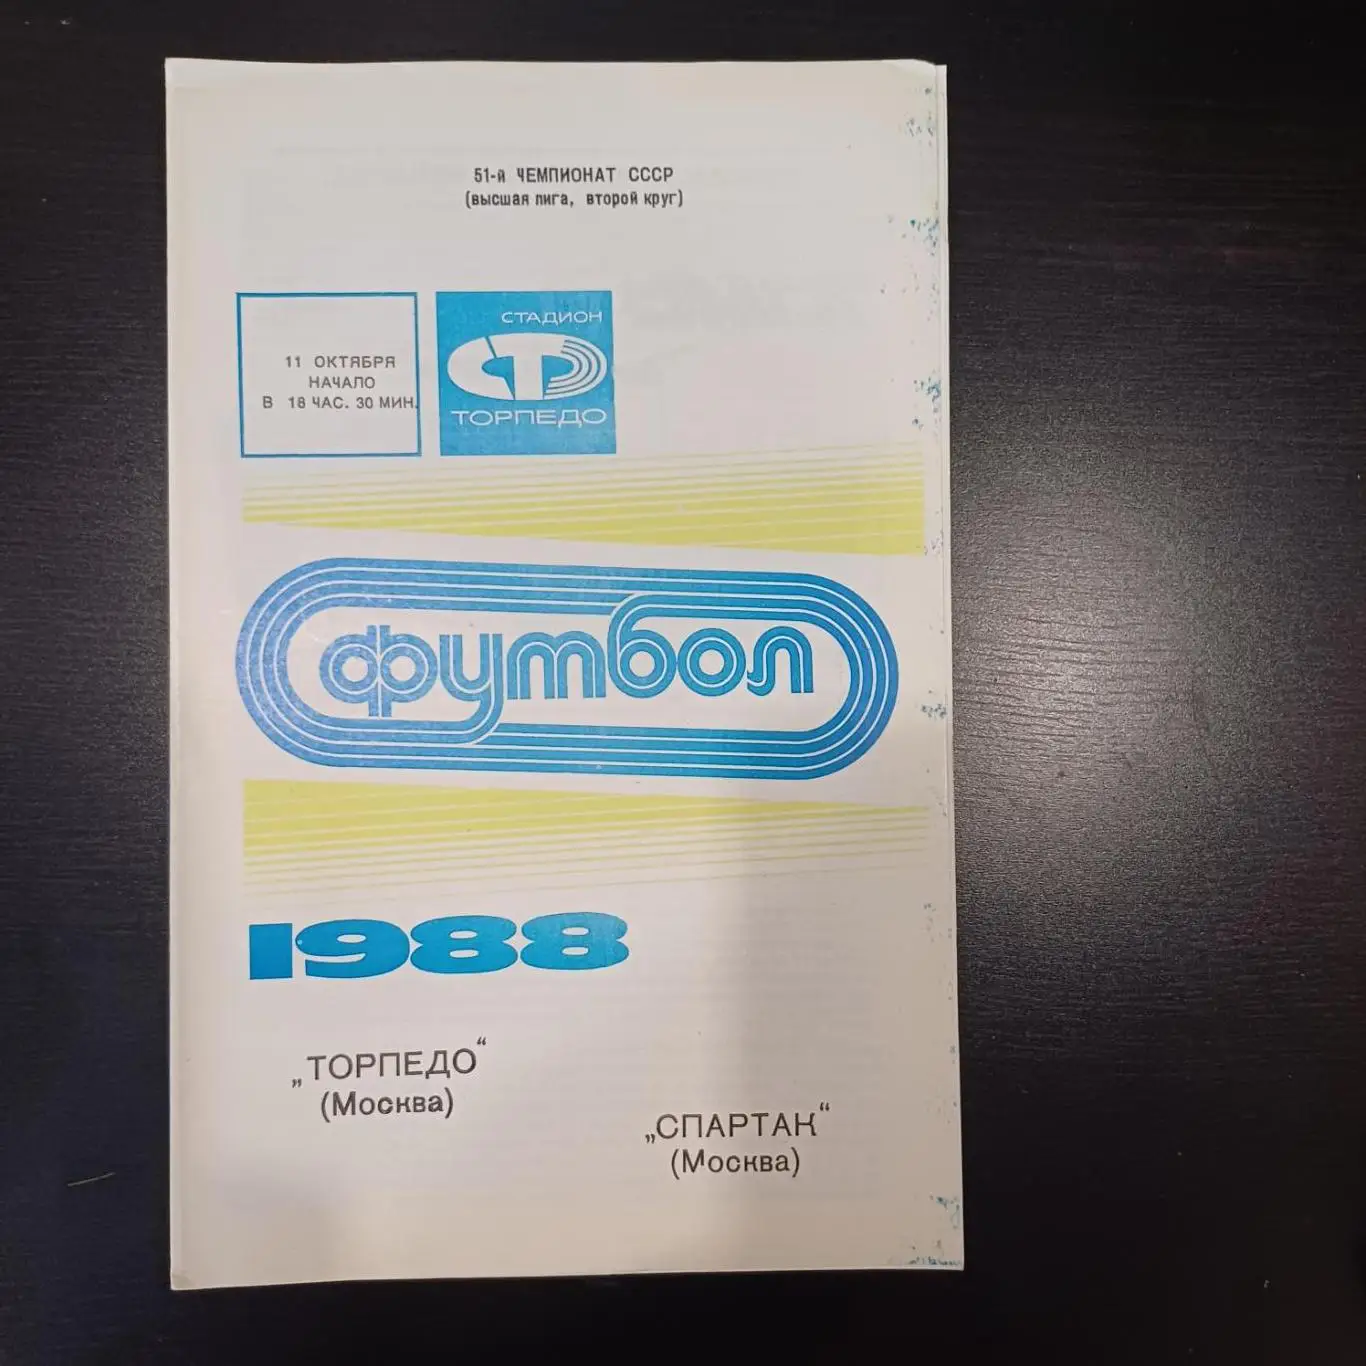 51-й ЧЕМПИОНАТ СССР
(высшая лига, второй круг)
11 ОКТЯБРЯ
НАЧАЛО
В 18 ЧАС. 30 МИН.
СТАДИОН
ТОРПЕДО
футбол
1988
„ТОРПЕДО“
(Москва)
„СПАРТАК“
(Москва)